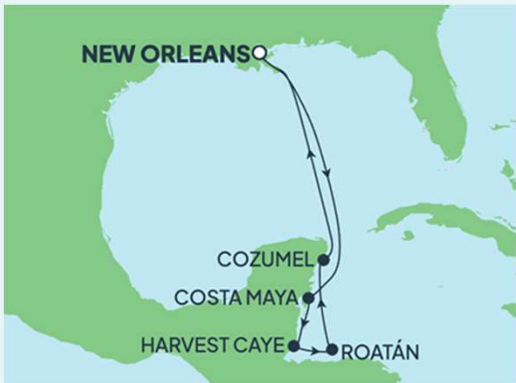 NEW ORLEANS
COZUMEL
COSTA MAYA
HARVEST CAYE
ROATÁN